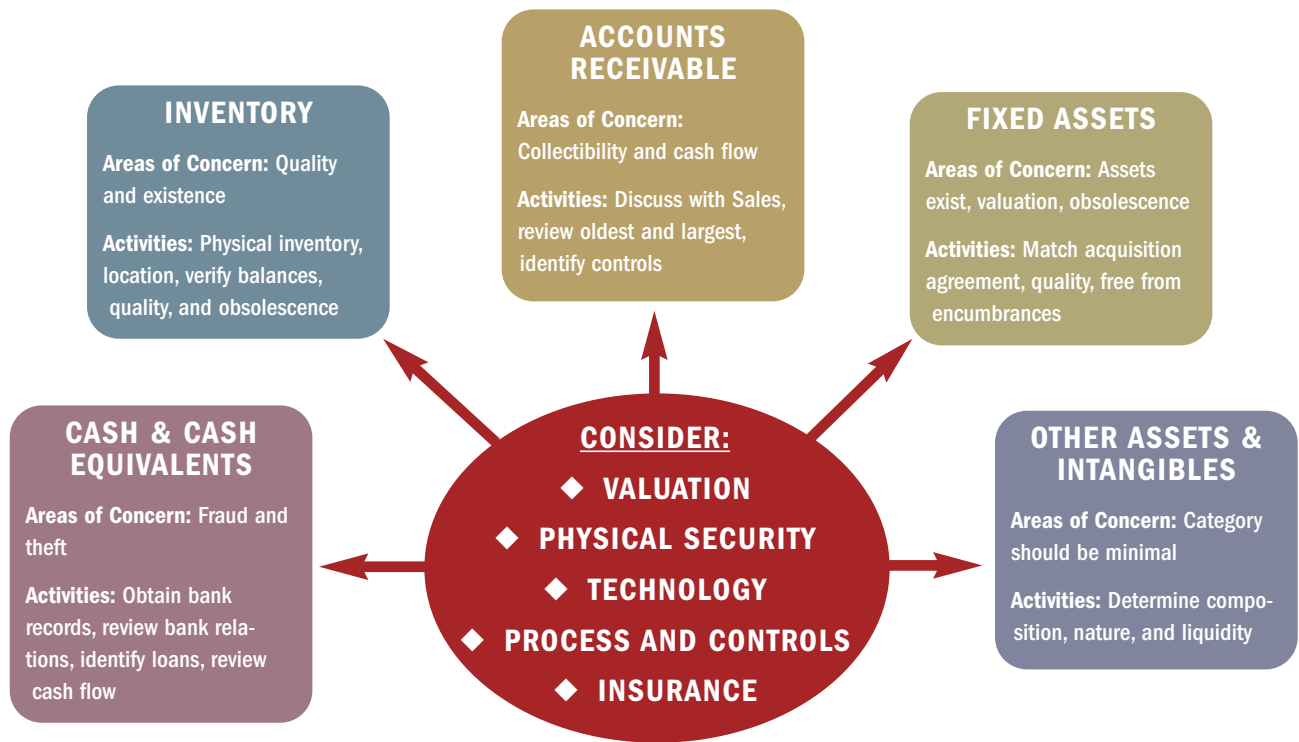 ACCOUNTS
RECEIVABLE
Areas of Concern:
Collectibility and cash flow
Activities: Discuss with Sales,
review oldest and largest,
identify controls
INVENTORY
Areas of Concern: Quality
and existence
Activities: Physical inventory,
location, verify balances,
quality, and obsolescence
FIXED ASSETS
Areas of Concern: Assets
exist, valuation, obsolescence
Activities: Match acquisition
agreement, quality, free from
encumbrances
CASH & CASH
EQUIVALENTS
Areas of Concern: Fraud and
theft
Activities: Obtain bank
records, review bank rela-
tions, identify loans, review
cash flow
CONSIDER:
◆ VALUATION
◆ PHYSICAL SECURITY
◆ TECHNOLOGY
◆ PROCESS AND CONTROLS
◆ INSURANCE
OTHER ASSETS &
INTANGIBLES
Areas of Concern: Category
should be minimal
Activities: Determine compo-
sition, nature, and liquidity